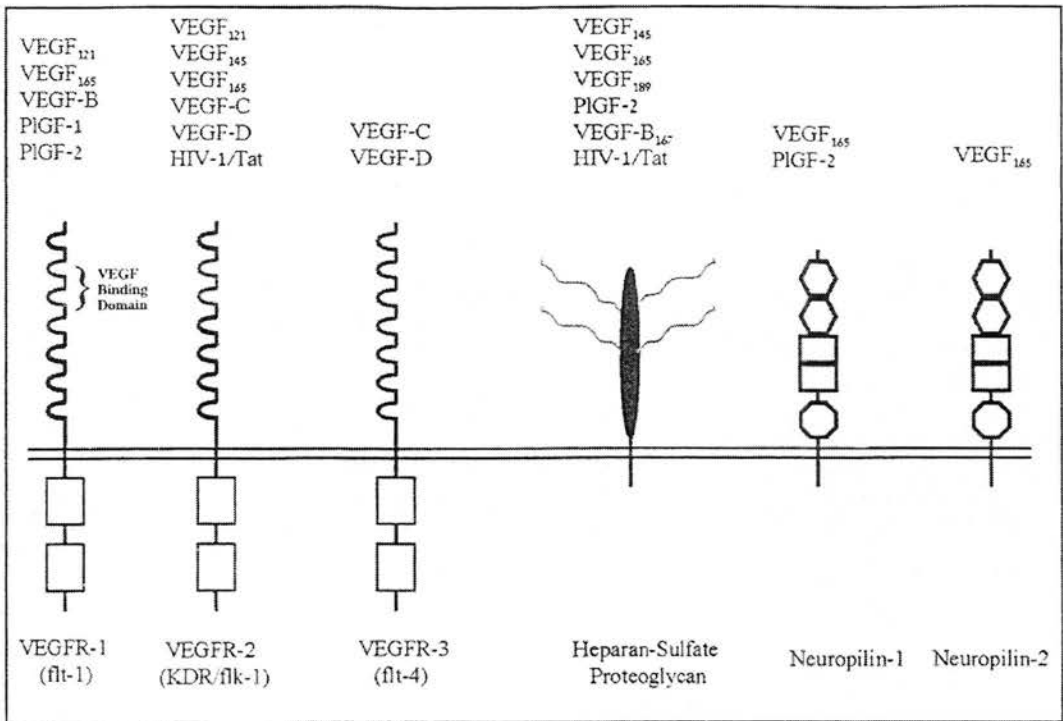 VEGF₁₂₁
VEGF₁₆₅
VEGF-B
PlGF-1
PlGF-2
VEGF₁₂₁
VEGF₁₄₅
VEGF₁₆₅
VEGF-C
VEGF-D
HIV-1/Tat
VEGF-C
VEGF-D
VEGF₁₄₅
VEGF₁₆₅
VEGF₁₈₉
PlGF-2
VEGF-B₁₆₇
HIV-1/Tat
VEGF₁₆₅
PlGF-2
VEGF₁₆₅
VEGF
Binding
Domain
VEGFR-1
(flt-1)
VEGFR-2
(KDR/flk-1)
VEGFR-3
(flt-4)
Heparan-Sulfate
Proteoglycan
Neuropilin-1
Neuropilin-2